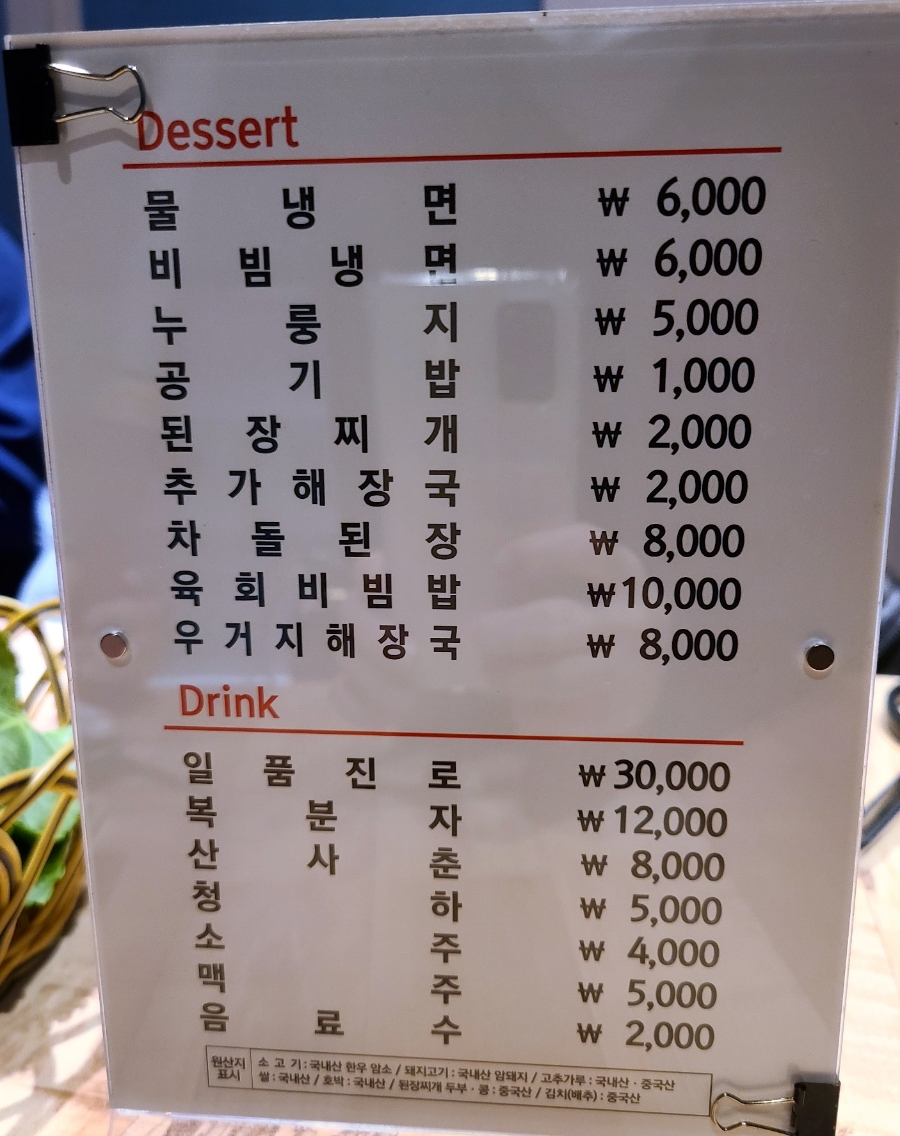 Dessert
물냉면 ₩ 6,000
비빔냉면 ₩ 6,000
누룽지 ₩ 5,000
공기밥 ₩ 1,000
된장찌개 ₩ 2,000
추가해장국 ₩ 2,000
차돌된장 ₩ 8,000
육회비빔밥 ₩10,000
우거지해장국 ₩ 8,000
Drink
일품진로 ₩30,000
복분자 ₩12,000
산사춘 ₩ 8,000
청하 ₩ 5,000
소주 ₩ 4,000
맥주 ₩ 5,000
음료수 ₩ 2,000
원산지 표시
소 고 기 : 국내산 한우 암소 / 돼지고기 : 국내산 암돼지 / 고추가루 : 국내산 · 중국산
쌀 : 국내산 / 호박 : 국내산 / 된장찌개 두부 · 콩 : 중국산 / 김치(배추) : 중국산